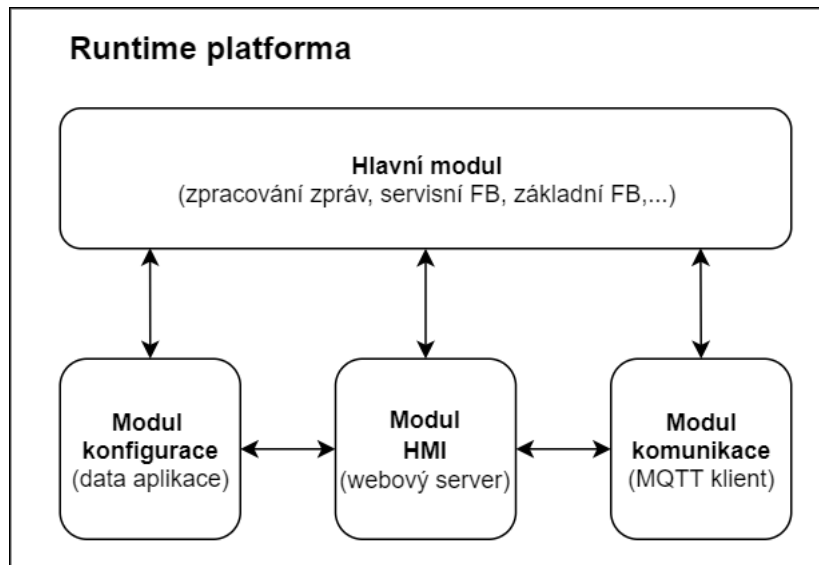 Runtime platforma
Hlavní modul
(zpracování zpráv, servisní FB, základní FB,...)
Modul
konfigurace
(data aplikace)
Modul
HMI
(webový server)
Modul
komunikace
(MQTT klient)